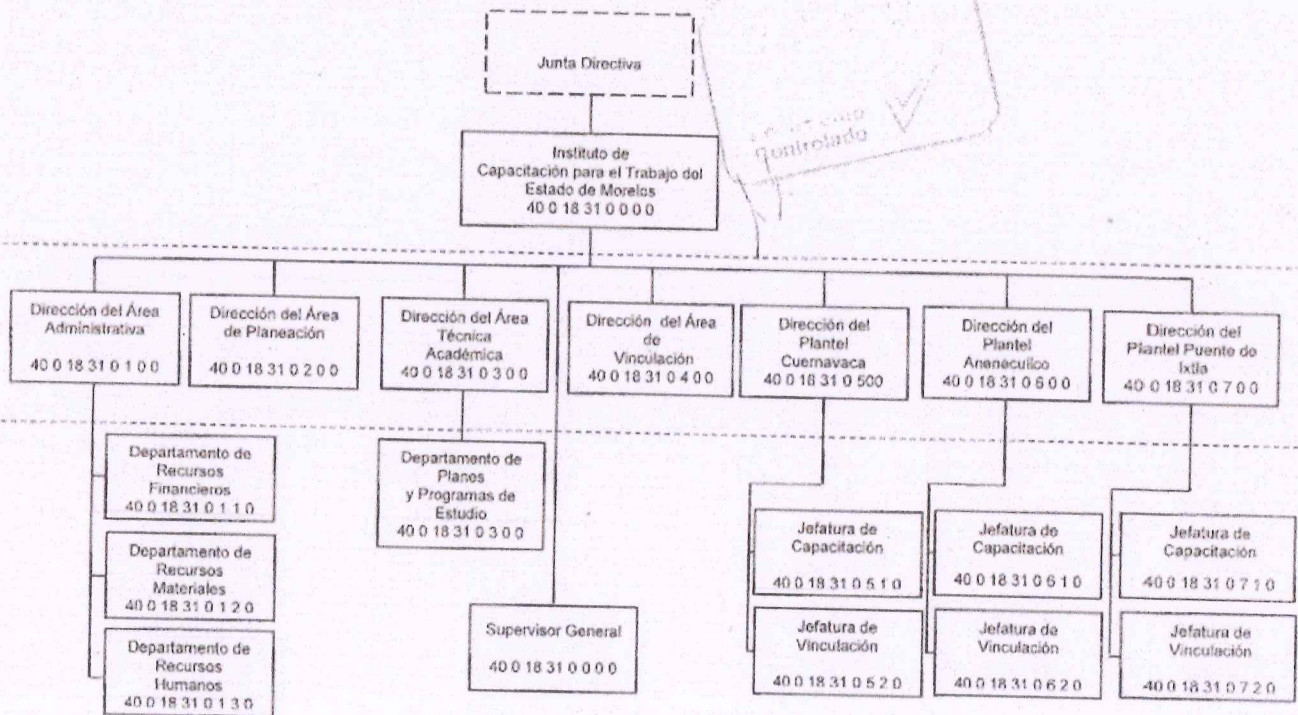 Junta Directiva
Controlado
Instituto de
Capacitación para el Trabajo del
Estado de Morelos
40 0 18 31 0 0 0 0
Dirección del Área
Administrativa
40 0 18 31 0 1 0 0
Dirección del Área
de Planeación
40 0 18 31 0 2 0 0
Dirección del Área
Técnica
Académica
40 0 18 31 0 3 0 0
Dirección del Área
de
Vinculación
40 0 18 31 0 4 0 0
Dirección del
Plantel
Cuernavaca
40 0 18 31 0 500
Dirección del
Plantel
Anenecuilco
40 0 18 31 0 6 0 0
Dirección del
Plantel Puente de
Ixtla
40 0 18 31 0 7 0 0
Departamento de
Recursos
Financieros
40 0 18 31 0 1 1 0
Departamento de
Recursos
Materiales
40 0 18 31 0 1 2 0
Departamento de
Recursos
Humanos
40 0 18 31 0 1 3 0
Departamento de
Planes
y Programas de
Estudio
40 0 18 31 0 3 0 0
Supervisor General
40 0 18 31 0 0 0 0
Jefatura de
Capacitación
40 0 18 31 0 5 1 0
Jefatura de
Vinculación
40 0 18 31 0 5 2 0
Jefatura de
Capacitación
40 0 18 31 0 6 1 0
Jefatura de
Vinculación
40 0 18 31 0 6 2 0
Jefatura de
Capacitación
40 0 18 31 0 7 1 0
Jefatura de
Vinculación
40 0 18 31 0 7 2 0